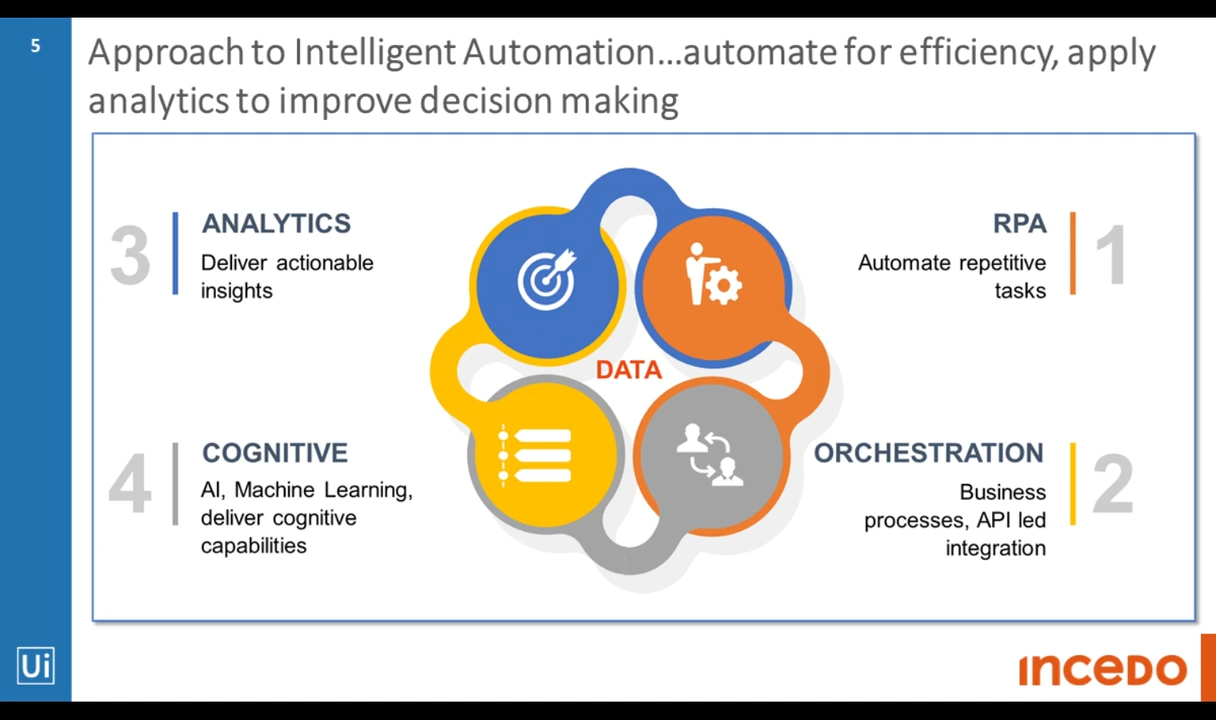 5
Approach to Intelligent Automation...automate for efficiency, apply
analytics to improve decision making
3
ANALYTICS
Deliver actionable
insights
RPA
Automate repetitive
tasks
1
DATA
4
COGNITIVE
AI, Machine Learning,
deliver cognitive
capabilities
ORCHESTRATION
Business
processes, API led
integration
2
Ui
INCEDO